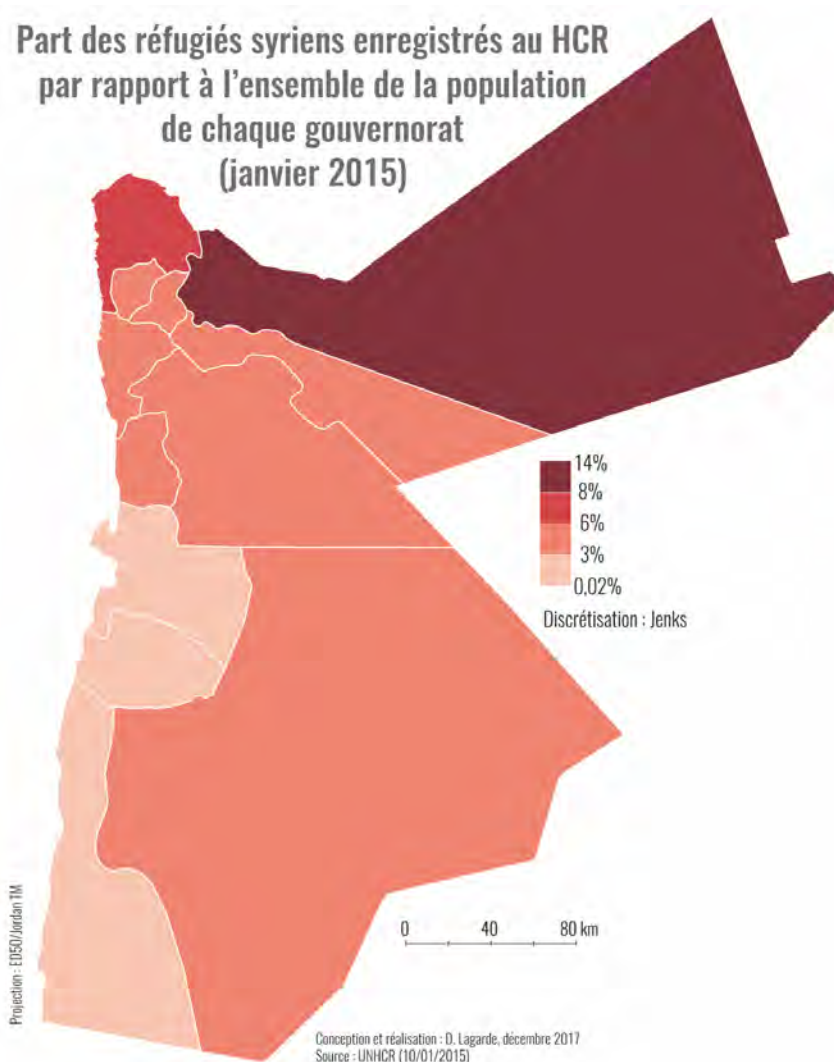 Part des réfugiés syriens enregistrés au HCR
par rapport à l'ensemble de la population
de chaque gouvernorat
(janvier 2015)
14%
8%
6%
3%
0,02%
Discrétisation : Jenks
0 40 80 km
Projection : ED50/Jordan TM
Conception et réalisation : D. Lagarde, décembre 2017
Source : UNHCR (10/01/2015)